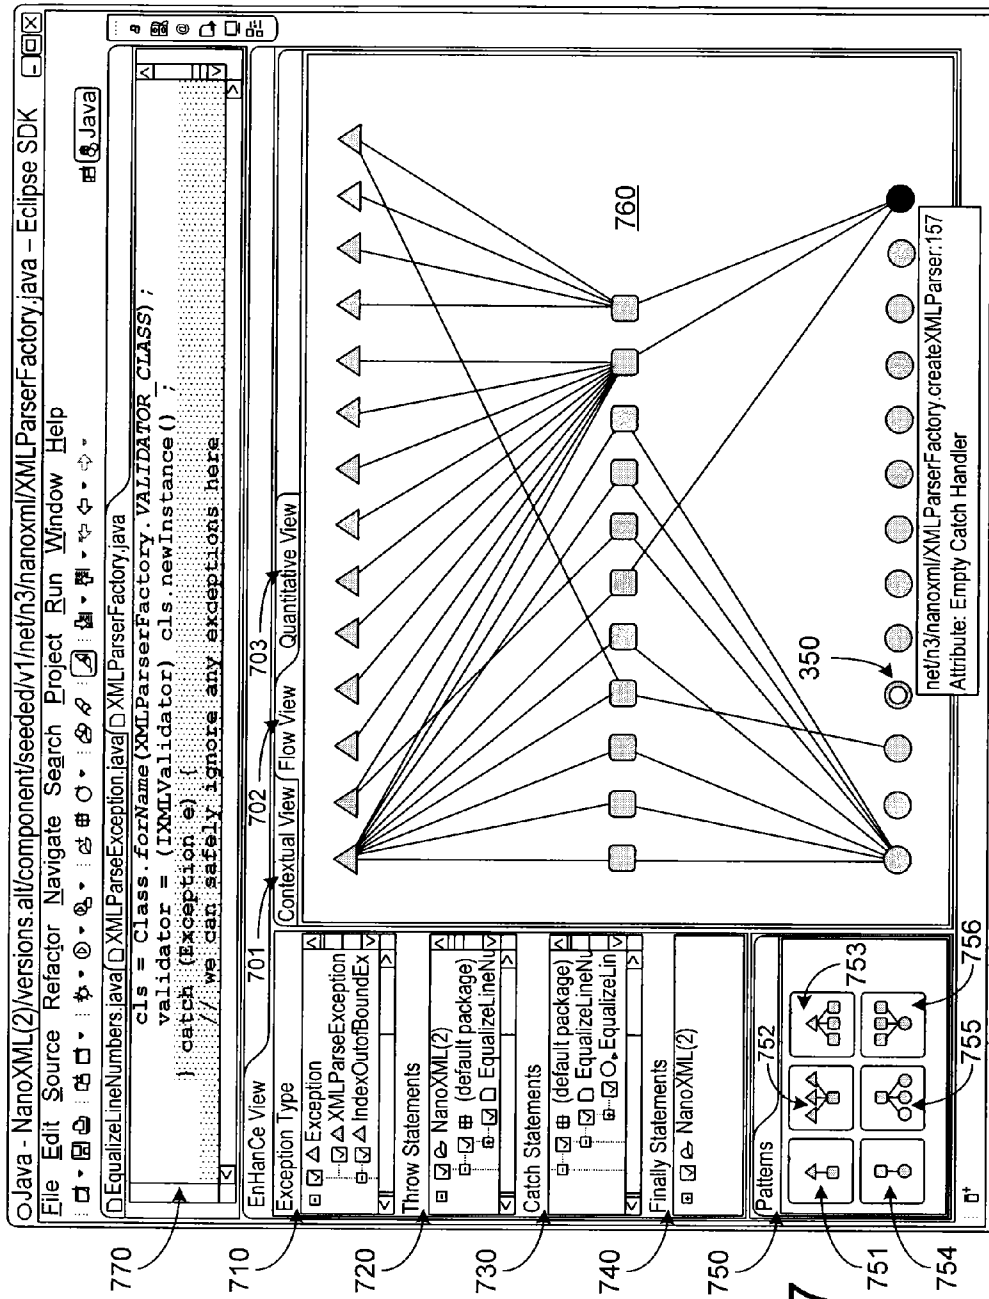 Java - NanoXML(2)/versions.alt/component/seeded/v1/net/n3/nanoxml/XMLParserFactory.java – Eclipse SDK
File Edit Source Refactor Navigate Search Project Run Window Help
Java
EqualizeLineNumbers.java XMLParseException.java XMLParserFactory.java
cls = Class.forName(XMLParserFactory.VALIDATOR_CLASS);
validator = (IXMLValidator) cls.newInstance() ;
} catch (Exception e) {
// we can safely ignore any exceptions here
770
EnHanCe View
701
702
703
710
Exception Type
Exception
XMLParseException
IndexOutofBoundEx
720
Throw Statements
NanoXML(2)
(default package)
EqualizeLineNu
730
Catch Statements
(default package)
EqualizeLineNu
EqualizeLin
740
Finally Statements
NanoXML(2)
750
Patterns
752
753
751
754
755
756
Contextual View Flow View Quantitative View
760
350
net/n3/nanoxml/XMLParserFactory.createXMLParser:157
Attribute: Empty Catch Handler
7